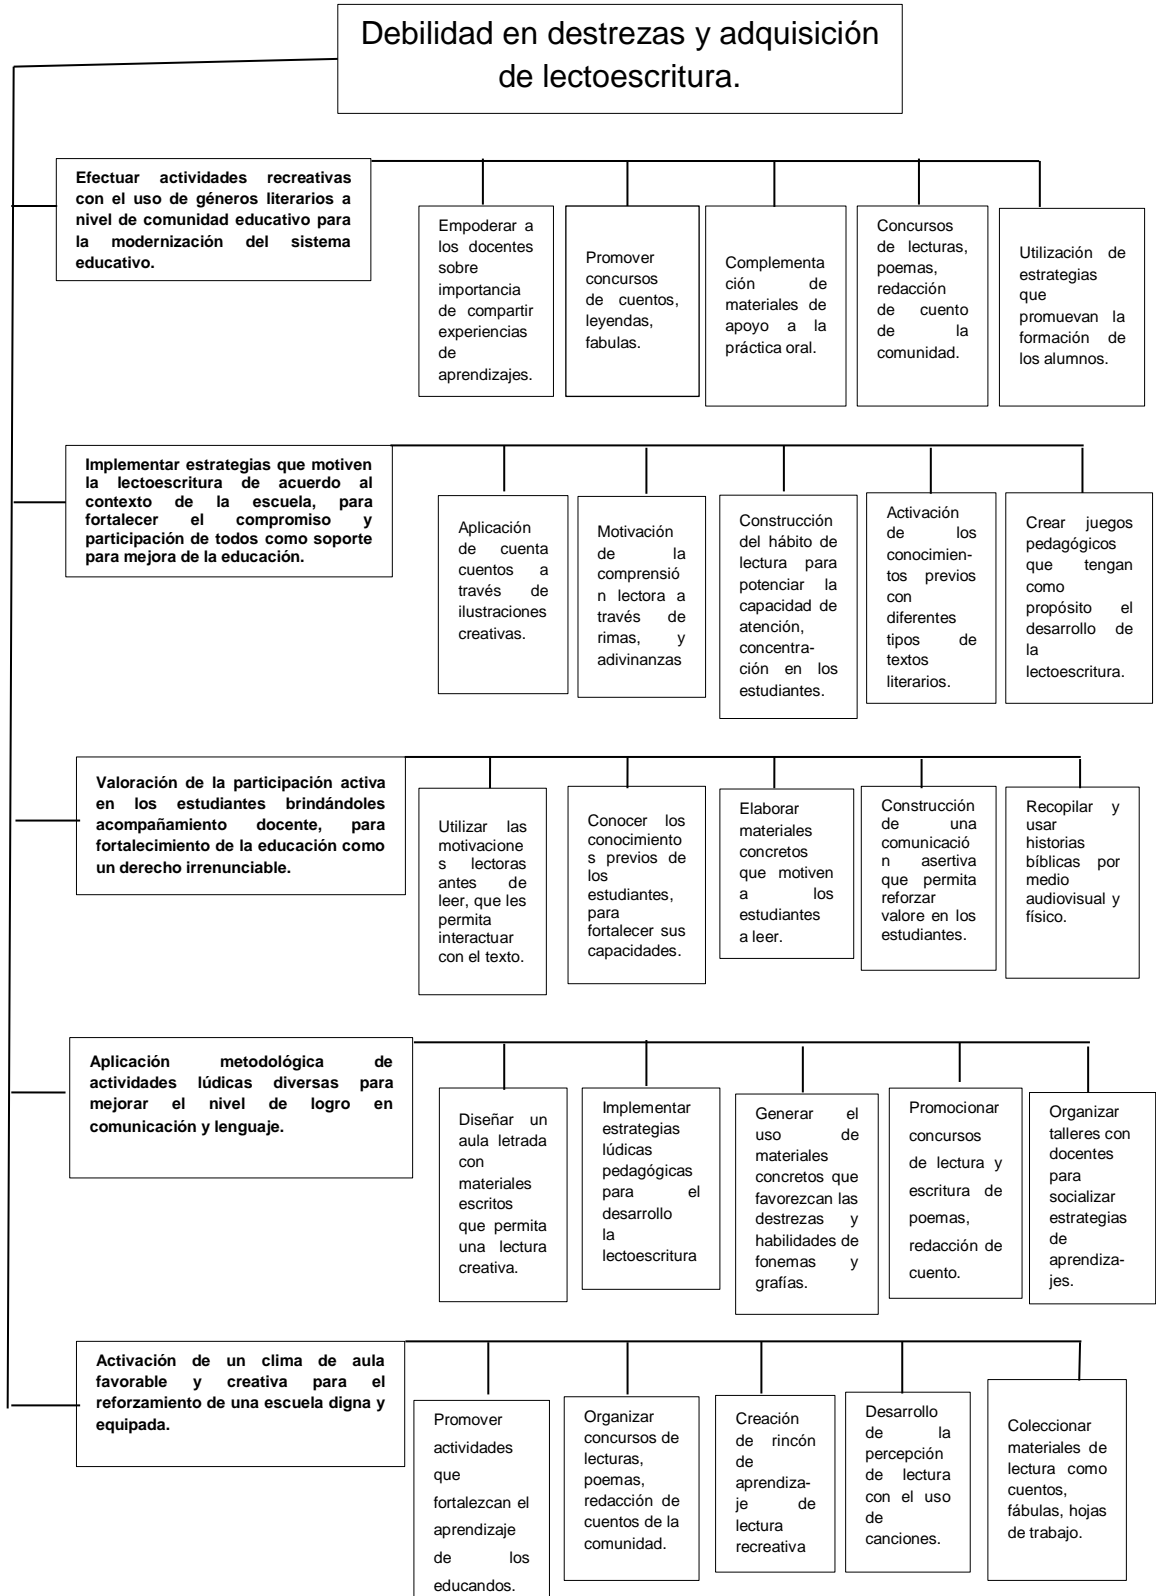 Debilidad en destrezas y adquisición
de lectoescritura.
Efectuar actividades recreativas
con el uso de géneros literarios a
nivel de comunidad educativo para
la modernización del sistema
educativo.
Empoderar a
los docentes
sobre
importancia
de compartir
experiencias
de
aprendizajes.
Promover
concursos
de cuentos,
leyendas,
fabulas.
Complementa
ción de
materiales de
apoyo a la
práctica oral.
Concursos
de lecturas,
poemas,
redacción
de cuento
de la
comunidad.
Utilización de
estrategias
que
promuevan la
formación de
los alumnos.
Implementar estrategias que motiven
la lectoescritura de acuerdo al
contexto de la escuela, para
fortalecer el compromiso y
participación de todos como soporte
para mejora de la educación.
Aplicación
de cuenta
cuentos a
través de
ilustraciones
creativas.
Motivación
de la
comprensió
n lectora a
través de
rimas, y
adivinanzas
Construcción
del hábito de
lectura para
potenciar la
capacidad de
atención,
concentra-
ción en los
estudiantes.
Activación
de los
conocimien-
tos previos
con
diferentes
tipos de
textos
literarios.
Crear juegos
pedagógicos
que tengan
como
propósito el
desarrollo de
la
lectoescritura.
Valoración de la participación activa
en los estudiantes brindándoles
acompañamiento docente, para
fortalecimiento de la educación como
un derecho irrenunciable.
Utilizar las
motivacione
s lectoras
antes de
leer, que les
permita
interactuar
con el texto.
Conocer los
conocimiento
s previos de
los
estudiantes,
para
fortalecer sus
capacidades.
Elaborar
materiales
concretos
que motiven
a los
estudiantes
a leer.
Construcción
de una
comunicació
n asertiva
que permita
reforzar
valore en los
estudiantes.
Recopilar y
usar
historias
bíblicas por
medio
audiovisual y
físico.
Aplicación metodológica de
actividades lúdicas diversas para
mejorar el nivel de logro en
comunicación y lenguaje.
Diseñar un
aula letrada
con
materiales
escritos
que permita
una lectura
creativa.
Implementar
estrategias
lúdicas
pedagógicas
para el
desarrollo
la
lectoescritura
Generar el
uso de
materiales
concretos que
favorezcan las
destrezas y
habilidades de
fonemas y
grafías.
Promocionar
concursos
de lectura y
escritura de
poemas,
redacción de
cuento.
Organizar
talleres con
docentes
para
socializar
estrategias
de
aprendiza-
jes.
Activación de un clima de aula
favorable y creativa para el
reforzamiento de una escuela digna y
equipada.
Promover
actividades
que
fortalezcan el
aprendizaje
de los
educandos.
Organizar
concursos de
lecturas,
poemas,
redacción de
cuentos de la
comunidad.
Creación
de rincón
de
aprendiza-
je de
lectura
recreativa
Desarrollo
de la
percepción
de lectura
con el uso
de
canciones.
Coleccionar
materiales de
lectura como
cuentos,
fábulas, hojas
de trabajo.